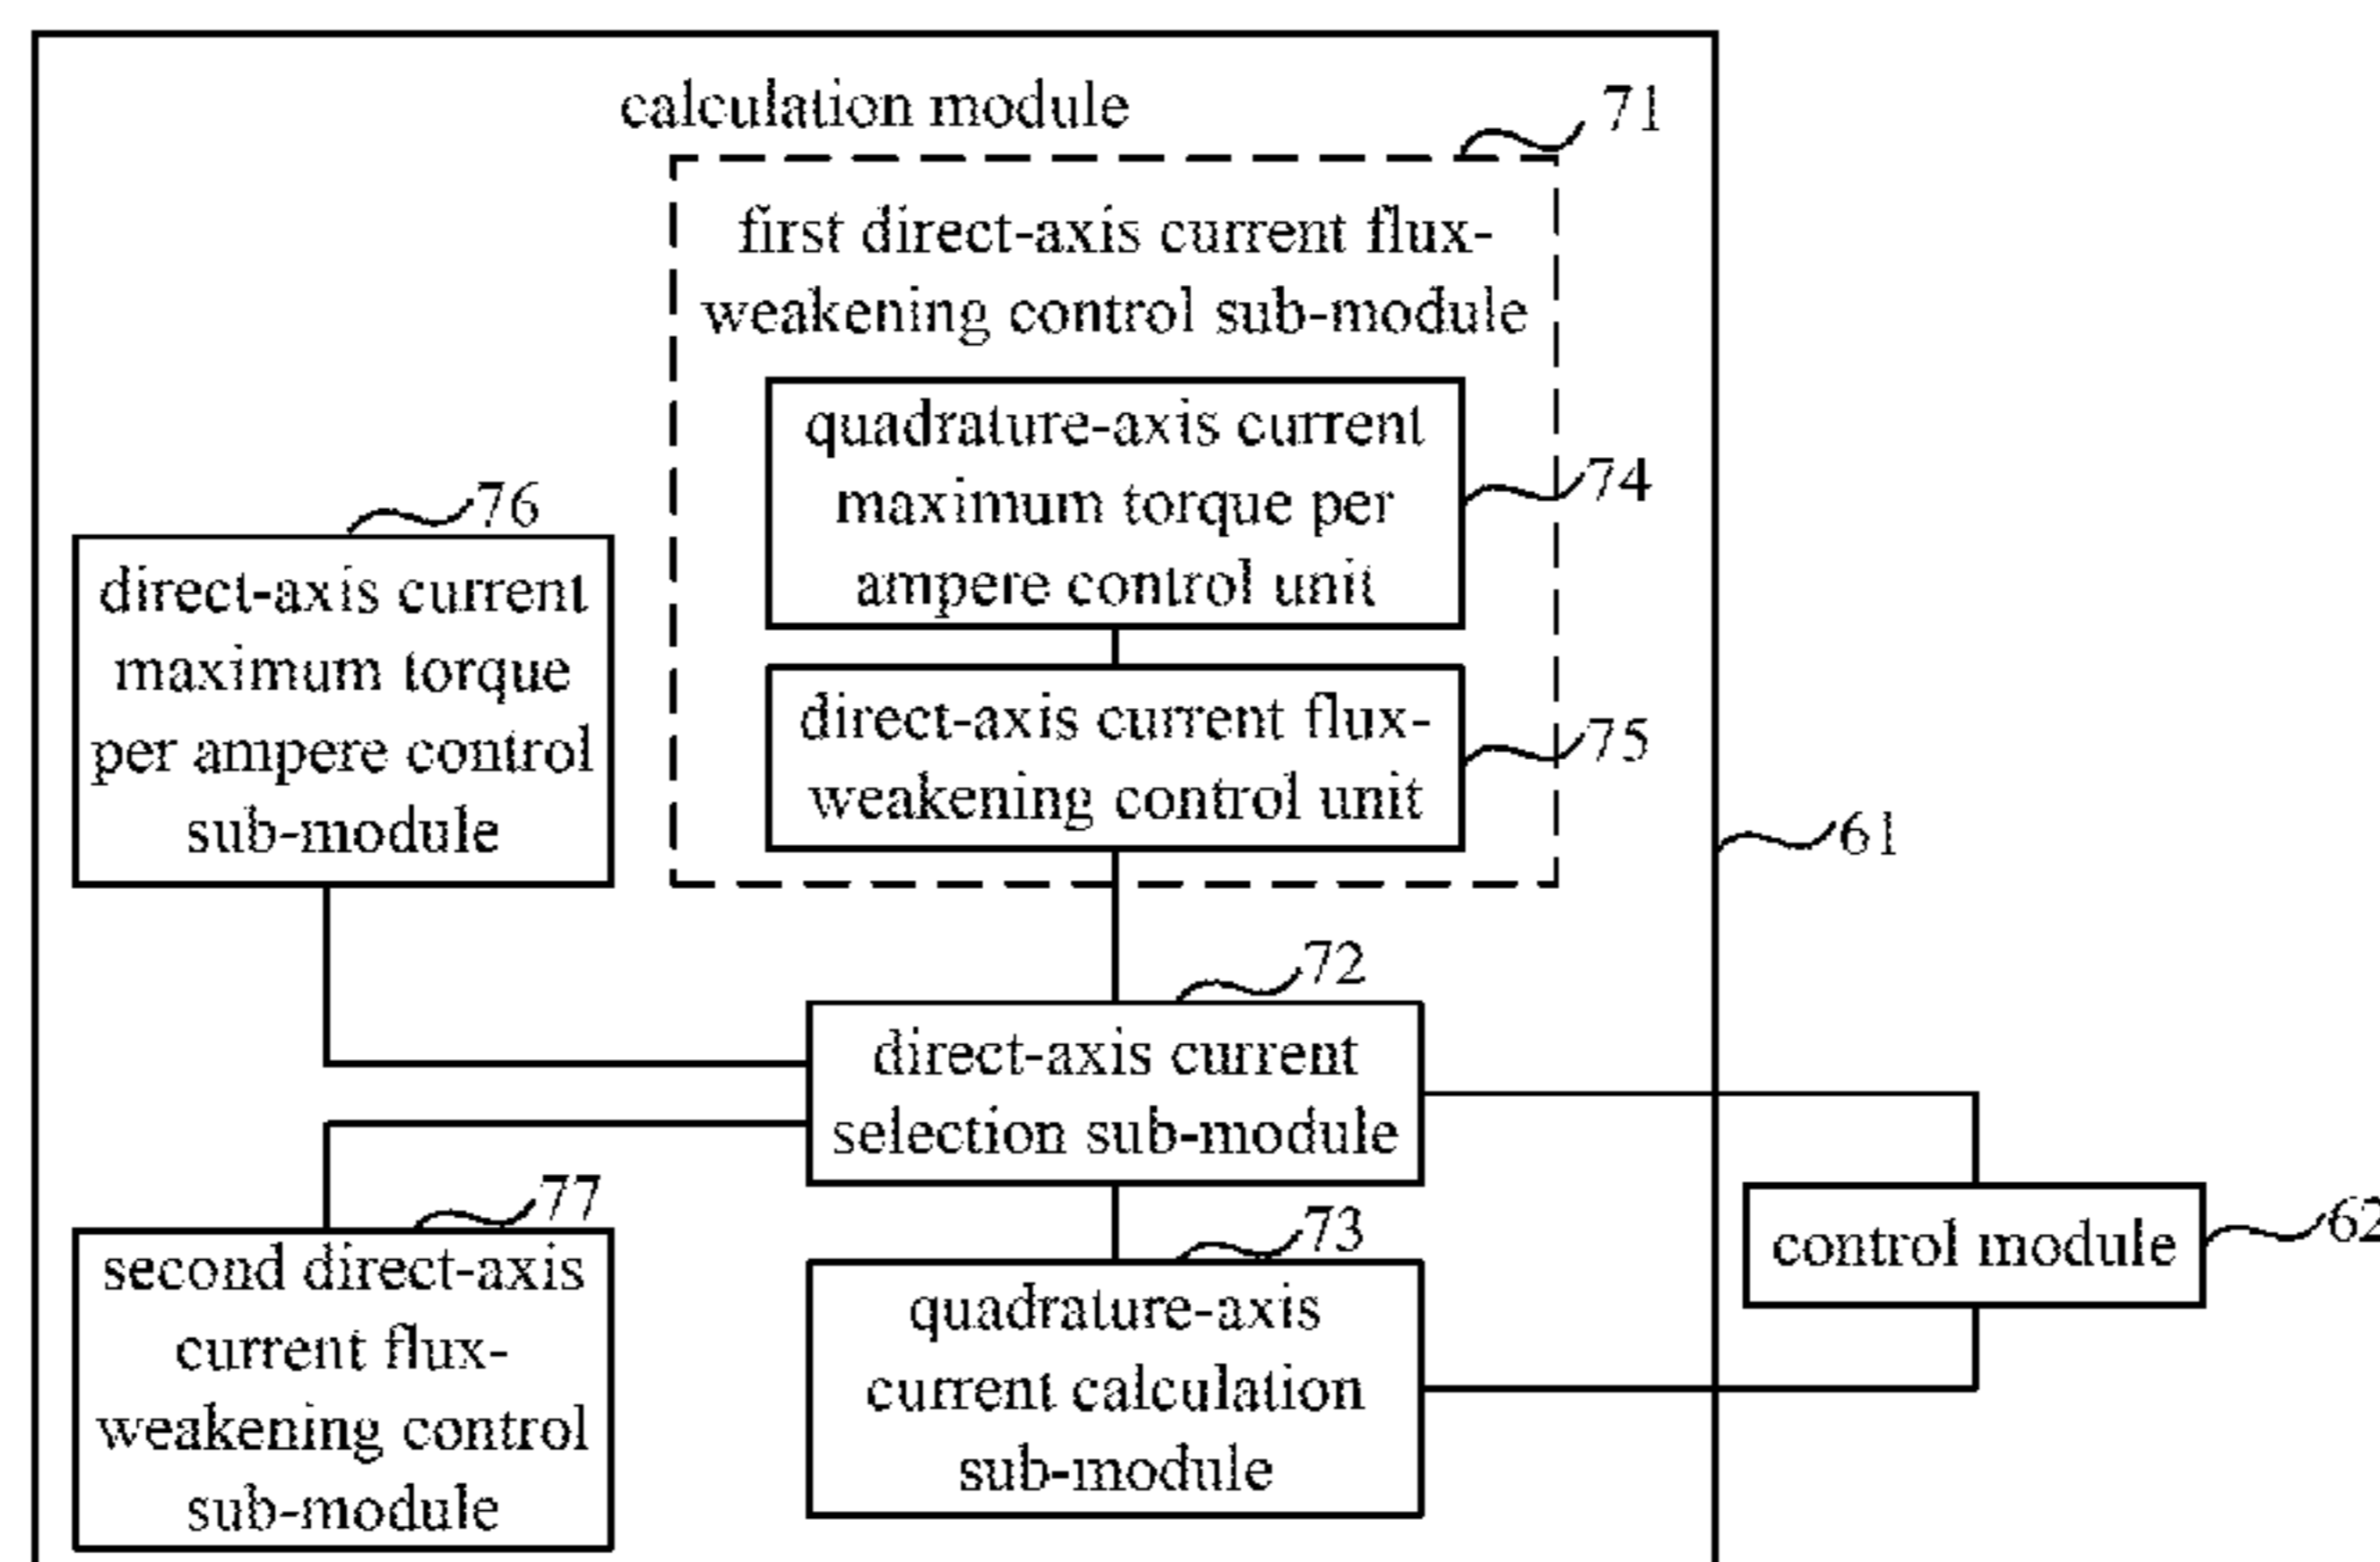 calculation module
71
first direct-axis current flux-
weakening control sub-module
quadrature-axis current
maximum torque per
ampere control unit
74
76
direct-axis current
maximum torque
per ampere control
sub-module
direct-axis current flux-
weakening control unit
75
61
72
direct-axis current
selection sub-module
77
second direct-axis
current flux-
weakening control
sub-module
73
quadrature-axis
current calculation
sub-module
control module
62